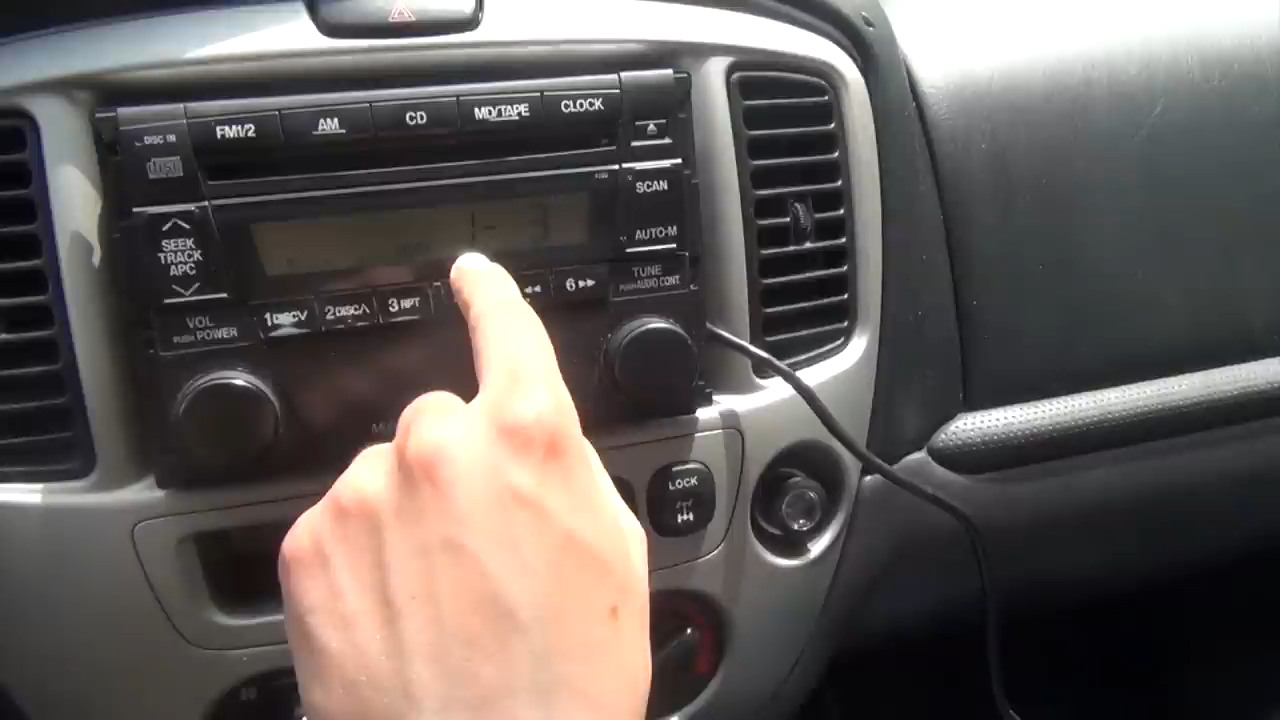 DISC IN
FM1/2
AM
CD
MD/TAPE
CLOCK
SCAN
AUTO-M
SEEK
TRACK
APC
VOL
PUSH POWER
1 DISC∨
2 DISC∧
3 RPT
◀◀
6 ▶▶
TUNE
PUSH AUDIO CONT.
LOCK